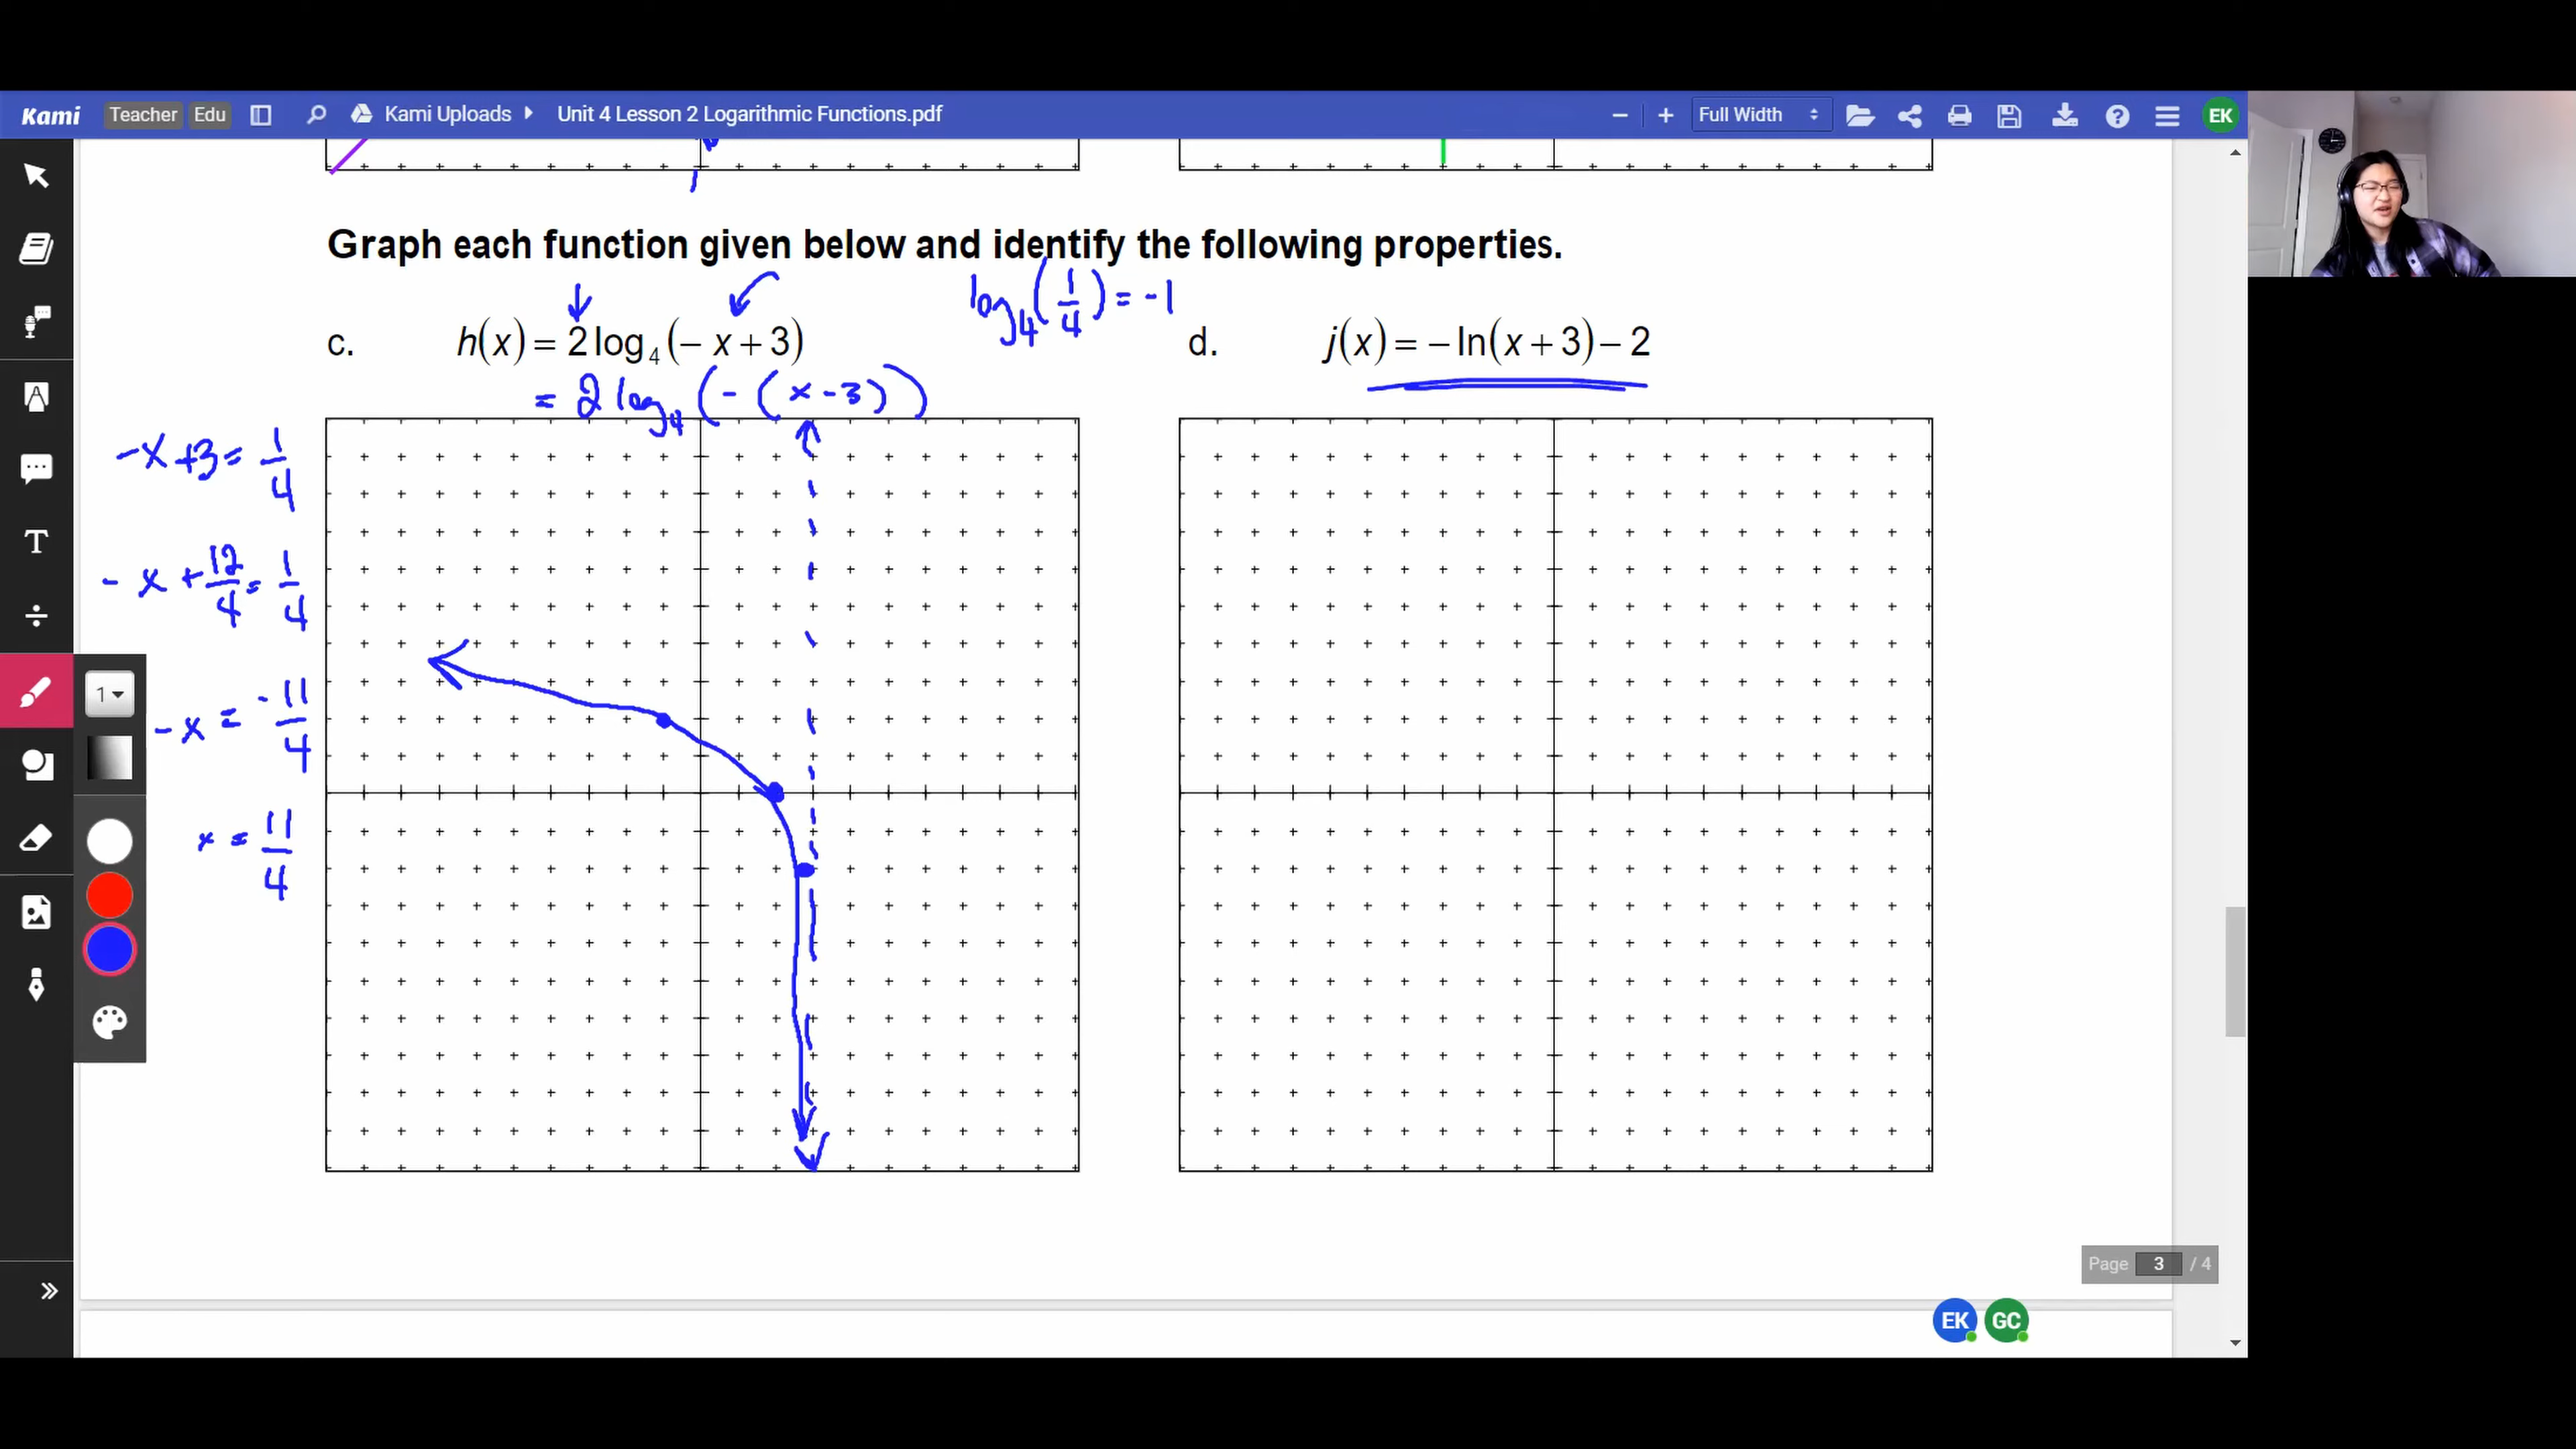 Kami Teacher Edu Kami Uploads Unit 4 Lesson 2 Logarithmic Functions.pdf − + Full Width EK
Graph each function given below and identify the following properties.
log₄(1/4) = -1
c. h(x) = 2 log₄(− x + 3)
= 2 log₄(-(x-3))
d. j(x) = − ln(x + 3) − 2
-x+3 = 1/4
-x + 12/4 = 1/4
-x = -11/4
x = 11/4
1
Page 3 / 4
EK GC